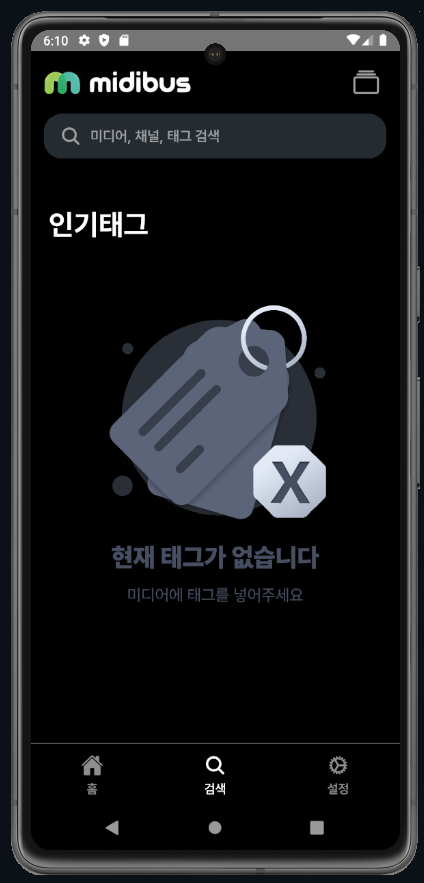 6:10
midibus
미디어, 채널, 태그 검색
인기태그
X
현재 태그가 없습니다
미디어에 태그를 넣어주세요
홈
검색
설정